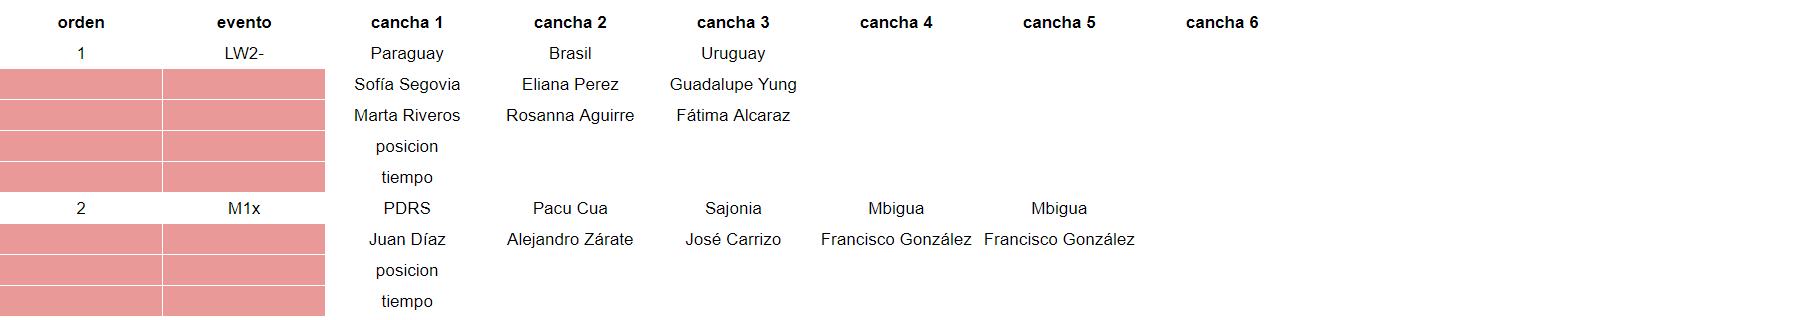 orden evento cancha 1 cancha 2 cancha 3 cancha 4 cancha 5 cancha 6
1 LW2- Paraguay Brasil Uruguay
Sofía Segovia Eliana Perez Guadalupe Yung
Marta Riveros Rosanna Aguirre Fátima Alcaraz
posicion
tiempo
2 M1x PDRS Pacu Cua Sajonia Mbigua Mbigua
Juan Díaz Alejandro Zárate José Carrizo Francisco González Francisco González
posicion
tiempo